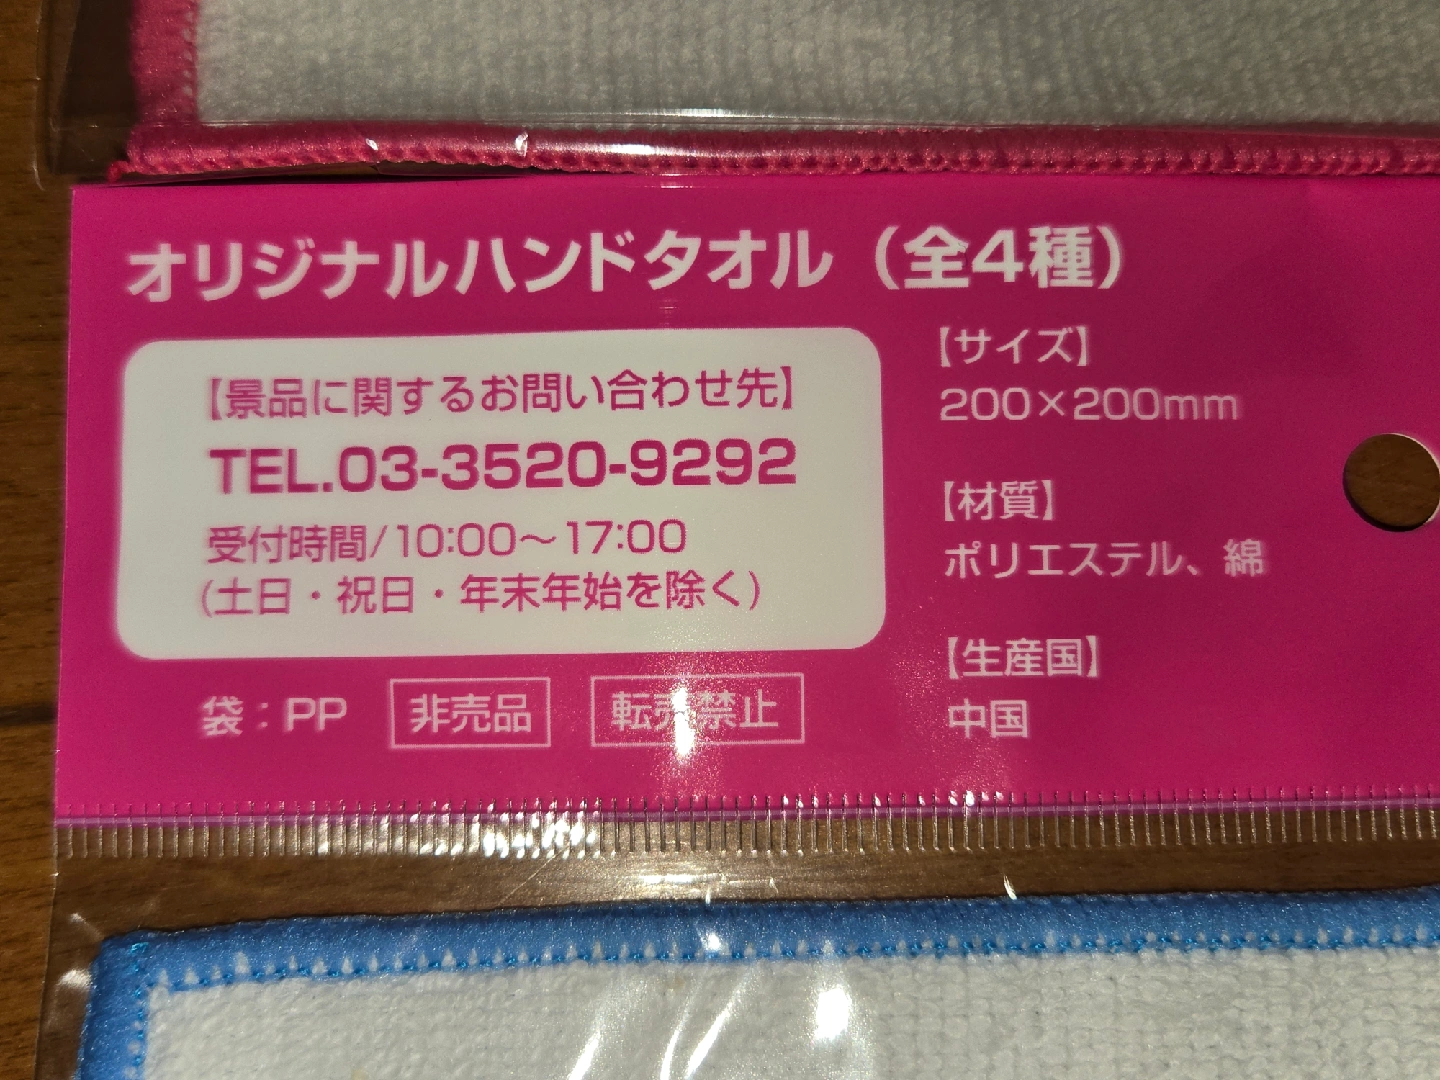 オリジナルハンドタオル（全4種）
【景品に関するお問い合わせ先】
TEL.03-3520-9292
受付時間/10:00～17:00
(土日・祝日・年末年始を除く)
袋：PP
非売品
転売禁止
【サイズ】
200×200mm
【材質】
ポリエステル、綿
【生産国】
中国